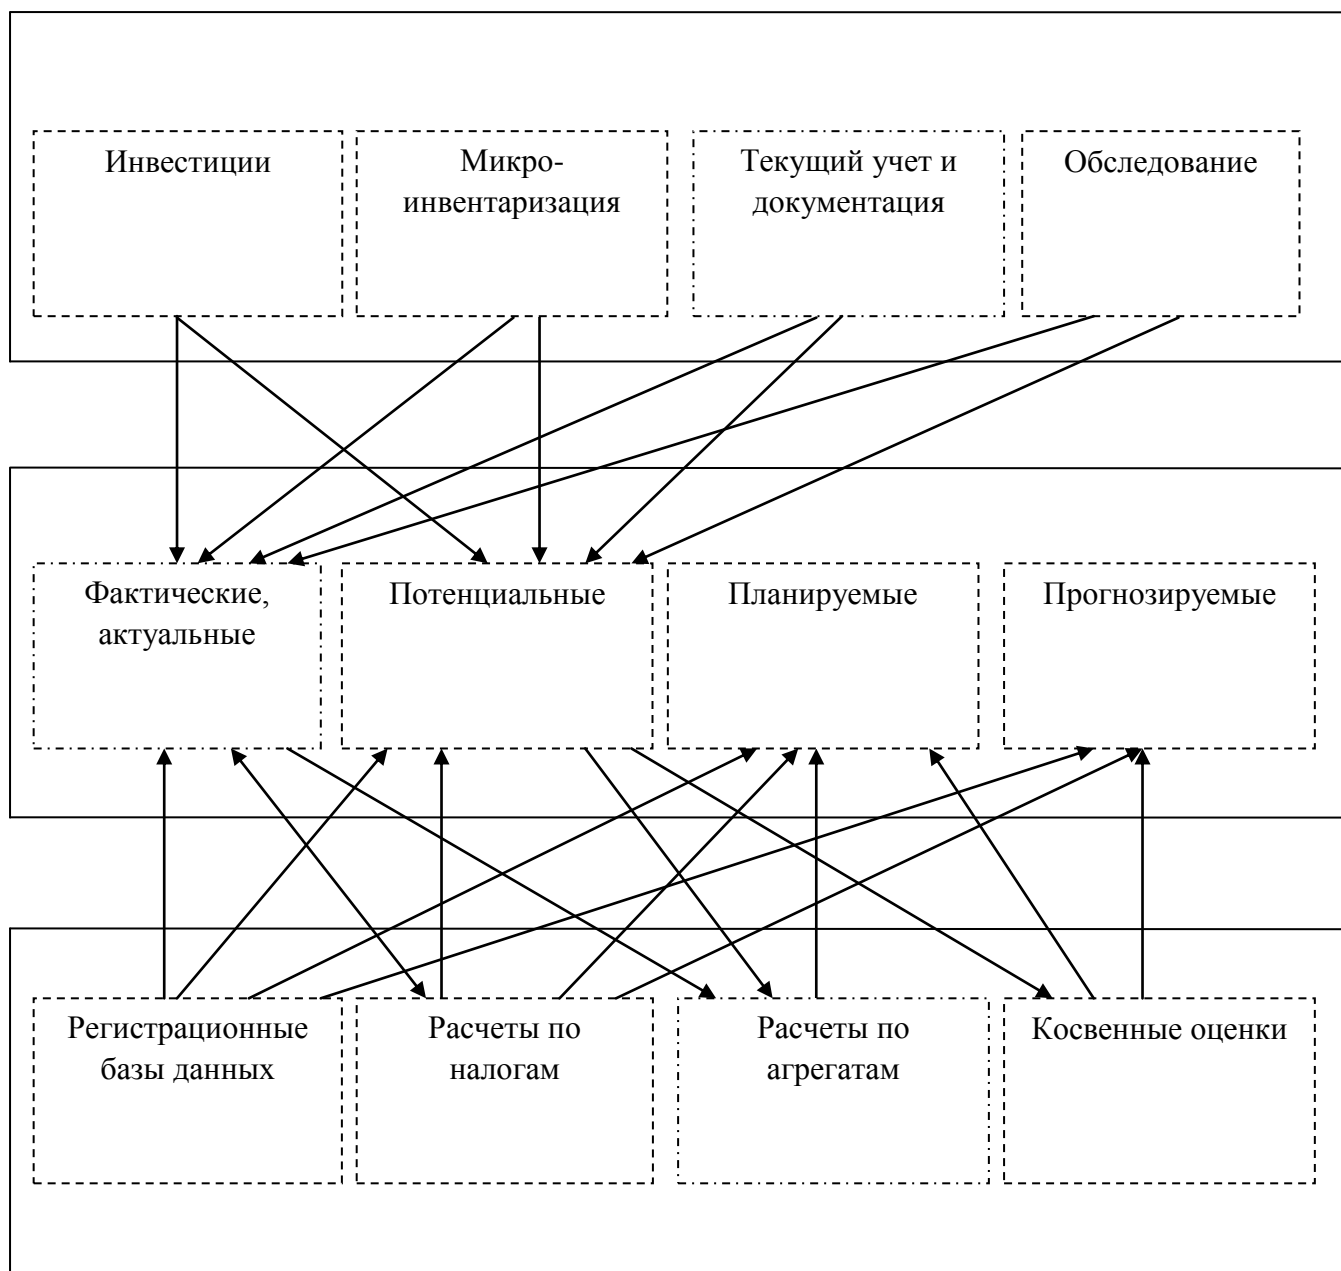 Инвестиции
Микро-
инвентаризация
Текущий учет и
документация
Обследование
Фактические,
актуальные
Потенциальные
Планируемые
Прогнозируемые
Регистрационные
базы данных
Расчеты по
налогам
Расчеты по
агрегатам
Косвенные оценки